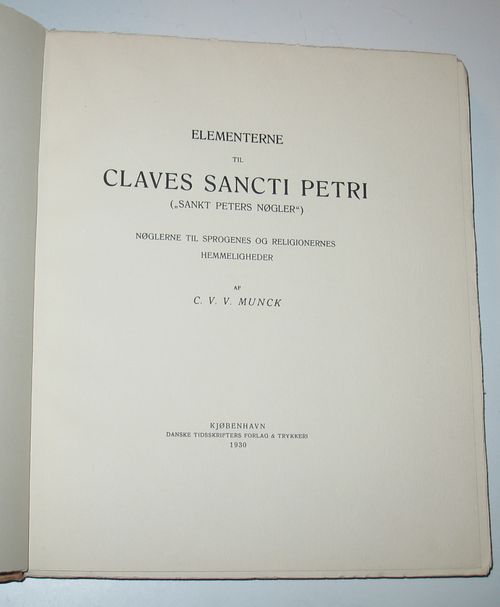 ELEMENTERNE
TIL
CLAVES SANCTI PETRI
(„SANKT PETERS NØGLER“)
NØGLERNE TIL SPROGENES OG RELIGIONERNES
HEMMELIGHEDER
AF
C. V. V. MUNCK
KJØBENHAVN
DANSKE TIDSSKRIFTERS FORLAG & TRYKKERI
1930